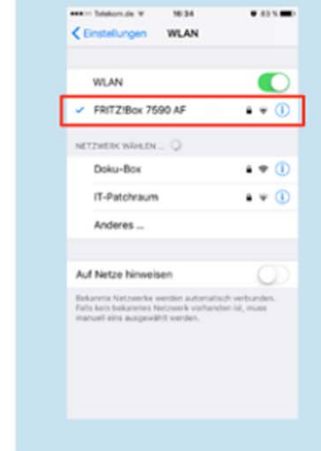 Telekom.de 16:34 83 %
Einstellungen WLAN
WLAN
FRITZ!Box 7590 AF
NETZWERK WÄHLEN ...
Doku-Box
IT-Patchraum
Anderes ...
Auf Netze hinweisen
Bekannte Netzwerke werden automatisch verbunden.
Falls kein bekanntes Netzwerk vorhanden ist, muss
manuell eins ausgewählt werden.